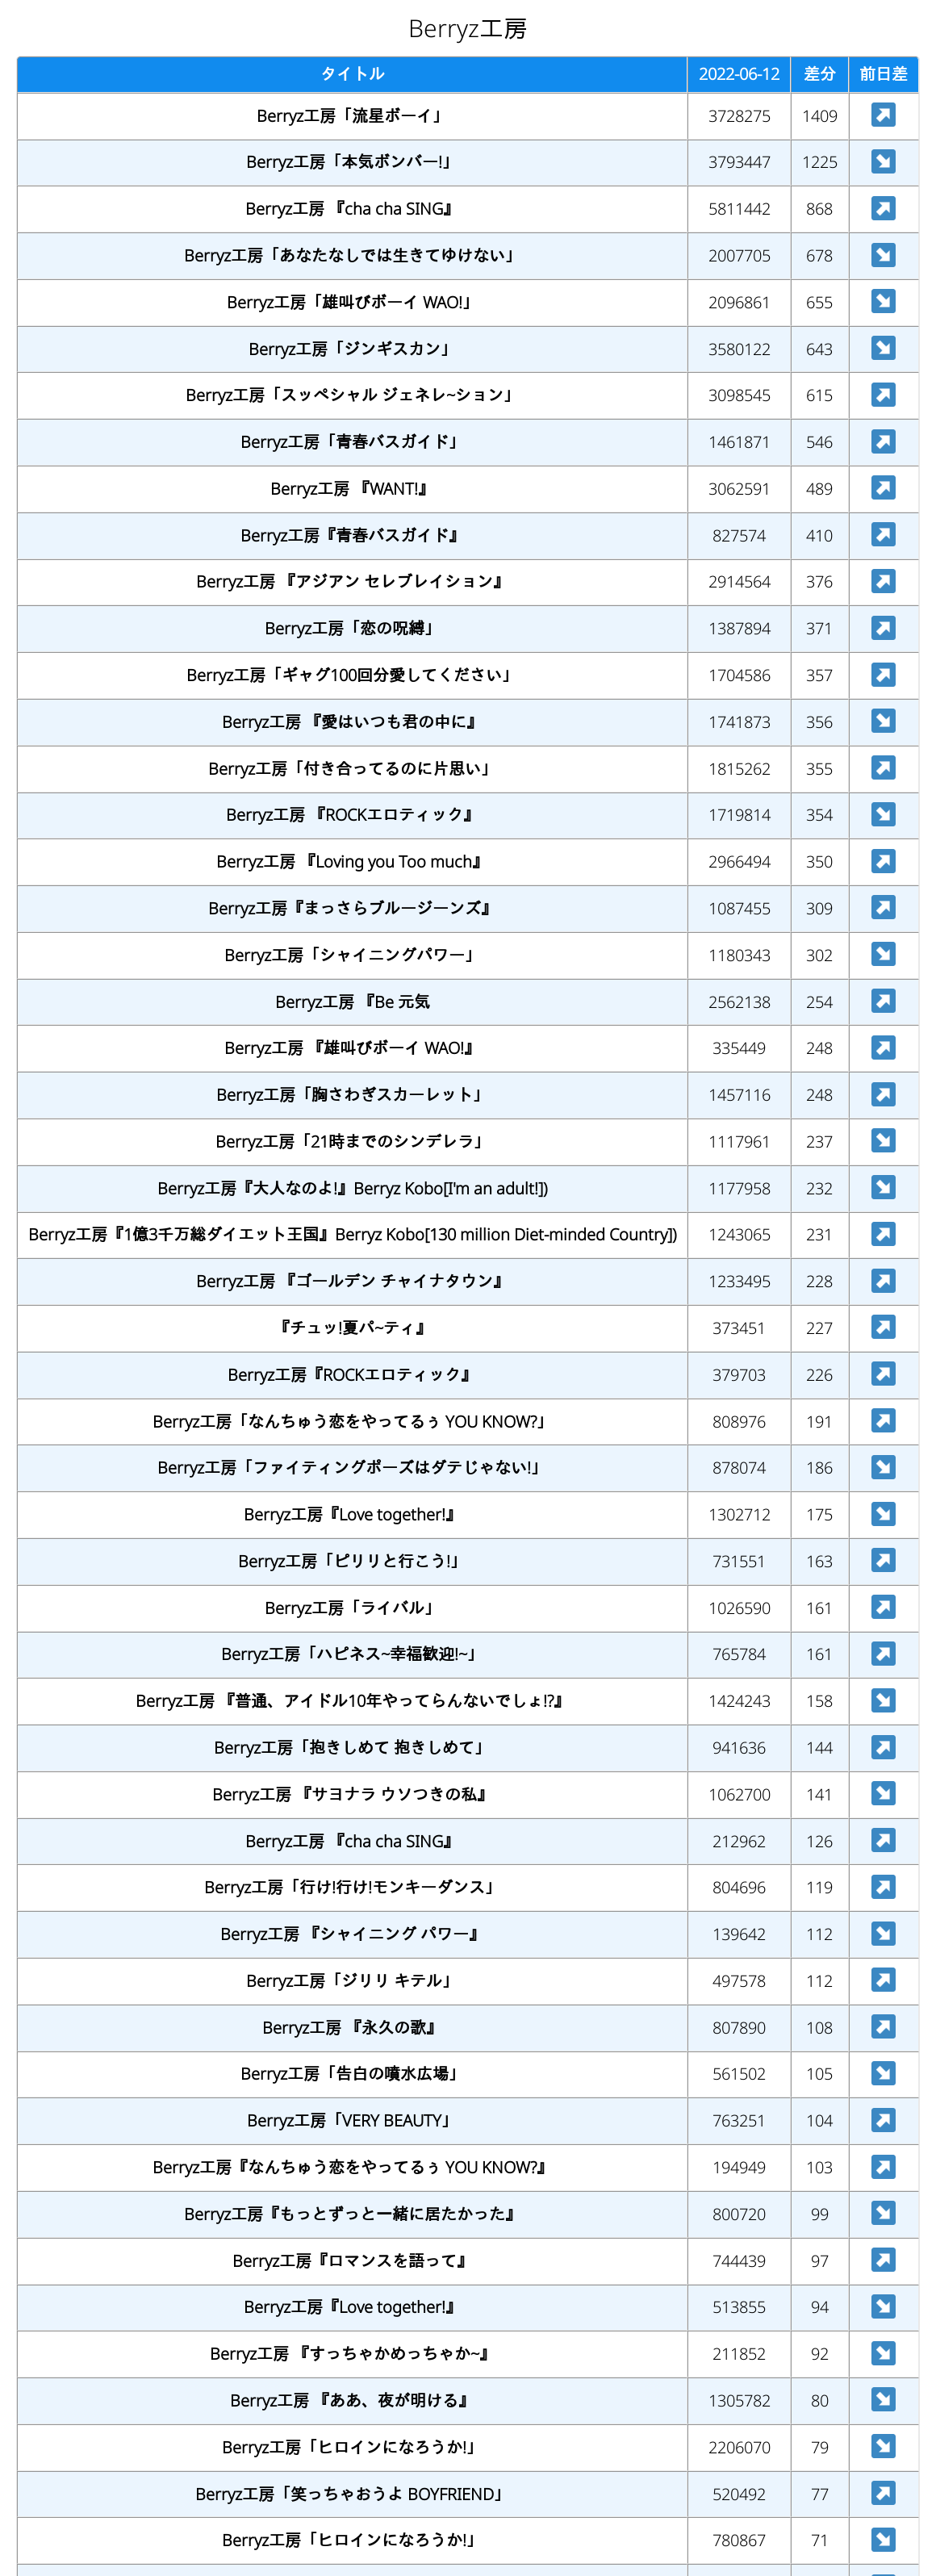 Berryz工房
タイトル 2022-06-12 差分 前日差
Berryz工房「流星ボーイ」 3728275 1409
Berryz工房「本気ボンバー!」 3793447 1225
Berryz工房 『cha cha SING』 5811442 868
Berryz工房「あなたなしでは生きてゆけない」 2007705 678
Berryz工房「雄叫びボーイ WAO!」 2096861 655
Berryz工房「ジンギスカン」 3580122 643
Berryz工房「スッペシャル ジェネレ~ション」 3098545 615
Berryz工房「青春バスガイド」 1461871 546
Berryz工房 『WANT!』 3062591 489
Berryz工房『青春バスガイド』 827574 410
Berryz工房 『アジアン セレブレイション』 2914564 376
Berryz工房「恋の呪縛」 1387894 371
Berryz工房「ギャグ100回分愛してください」 1704586 357
Berryz工房 『愛はいつも君の中に』 1741873 356
Berryz工房「付き合ってるのに片思い」 1815262 355
Berryz工房 『ROCKエロティック』 1719814 354
Berryz工房 『Loving you Too much』 2966494 350
Berryz工房『まっさらブルージーンズ』 1087455 309
Berryz工房「シャイニングパワー」 1180343 302
Berryz工房 『Be 元気 2562138 254
Berryz工房 『雄叫びボーイ WAO!』 335449 248
Berryz工房「胸さわぎスカーレット」 1457116 248
Berryz工房「21時までのシンデレラ」 1117961 237
Berryz工房『大人なのよ!』Berryz Kobo[I'm an adult!]) 1177958 232
Berryz工房『1億3千万総ダイエット王国』Berryz Kobo[130 million Diet-minded Country]) 1243065 231
Berryz工房 『ゴールデン チャイナタウン』 1233495 228
『チュッ!夏パ~ティ』 373451 227
Berryz工房『ROCKエロティック』 379703 226
Berryz工房「なんちゅう恋をやってるぅ YOU KNOW?」 808976 191
Berryz工房「ファイティングポーズはダテじゃない!」 878074 186
Berryz工房『Love together!』 1302712 175
Berryz工房「ピリリと行こう!」 731551 163
Berryz工房「ライバル」 1026590 161
Berryz工房「ハピネス~幸福歓迎!~」 765784 161
Berryz工房 『普通、アイドル10年やってらんないでしょ!?』 1424243 158
Berryz工房「抱きしめて 抱きしめて」 941636 144
Berryz工房 『サヨナラ ウソつきの私』 1062700 141
Berryz工房 『cha cha SING』 212962 126
Berryz工房「行け!行け!モンキーダンス」 804696 119
Berryz工房 『シャイニング パワー』 139642 112
Berryz工房「ジリリ キテル」 497578 112
Berryz工房 『永久の歌』 807890 108
Berryz工房「告白の噴水広場」 561502 105
Berryz工房「VERY BEAUTY」 763251 104
Berryz工房『なんちゅう恋をやってるぅ YOU KNOW?』 194949 103
Berryz工房『もっとずっと一緒に居たかった』 800720 99
Berryz工房『ロマンスを語って』 744439 97
Berryz工房『Love together!』 513855 94
Berryz工房 『すっちゃかめっちゃか~』 211852 92
Berryz工房 『ああ、夜が明ける』 1305782 80
Berryz工房「ヒロインになろうか!」 2206070 79
Berryz工房「笑っちゃおうよ BOYFRIEND」 520492 77
Berryz工房「ヒロインになろうか!」 780867 71